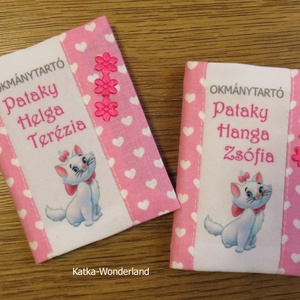 OKMÁNYTARTÓ
Pataky
Helga
Terézia
OKMÁNYTARTÓ
Pataky
Hanga
Zsófia
Katka-Wonderland